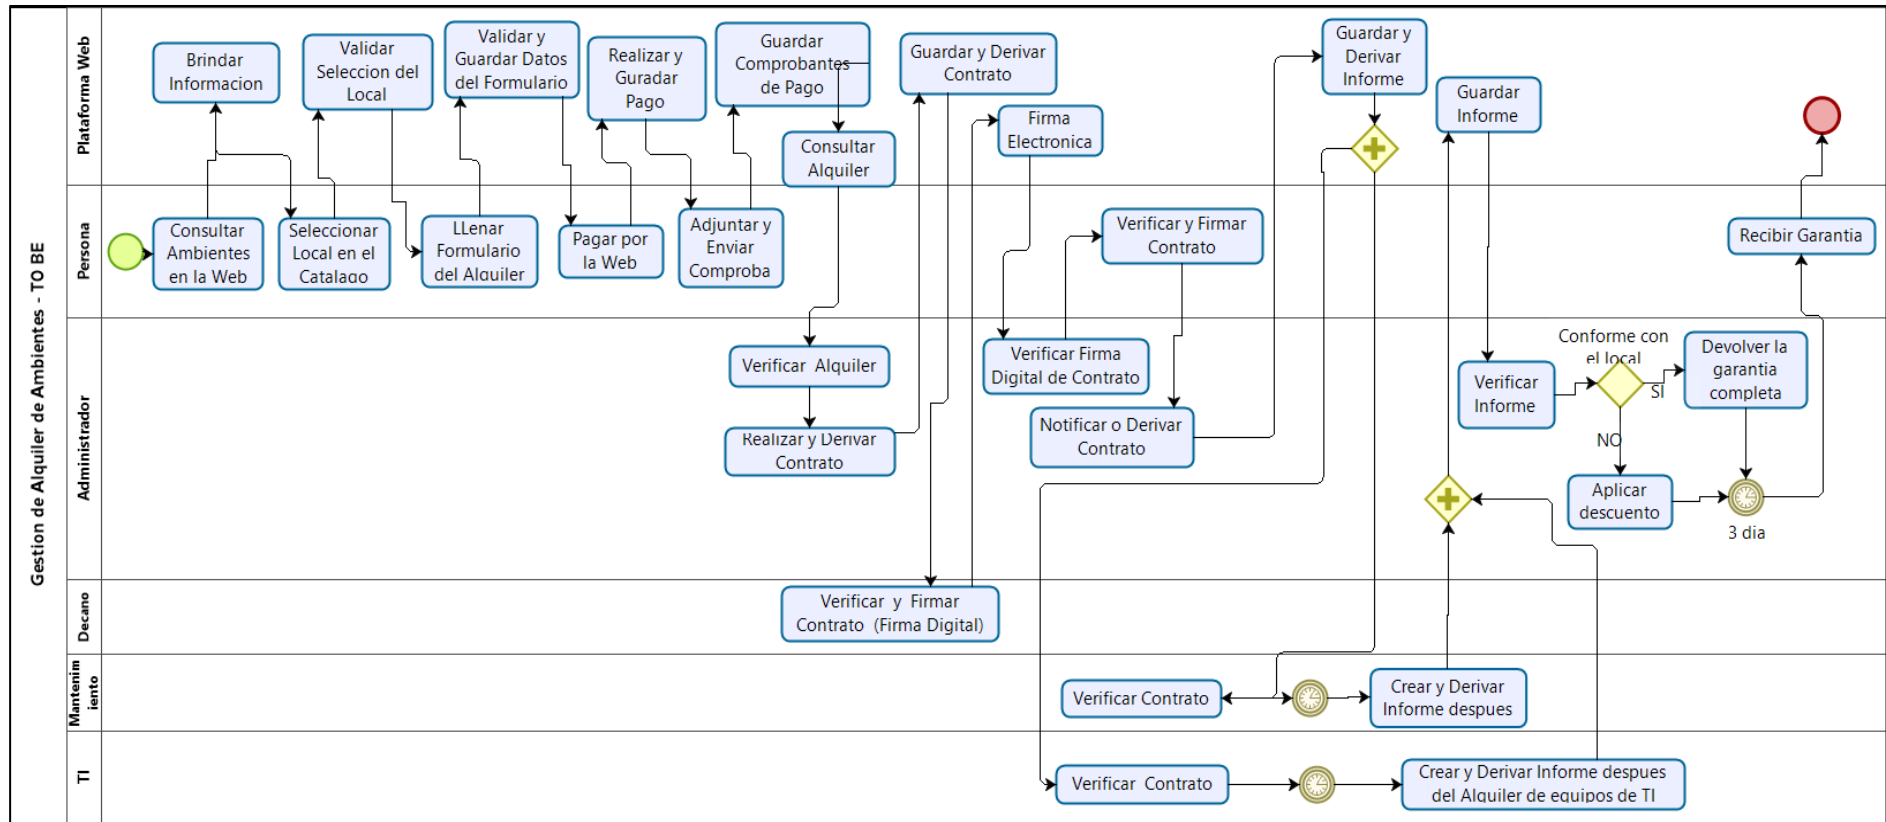 Gestion de Alquiler de Ambientes - TO BE
Plataforma Web
Brindar
Informacion
Validar
Seleccion del
Local
Validar y
Guardar Datos
del Formulario
Realizar y
Guradar
Pago
Guardar
Comprobantes
de Pago
Consultar
Alquiler
Guardar y Derivar
Contrato
Firma
Electronica
Guardar y
Derivar
Informe
Guardar
Informe
Persona
Consultar
Ambientes
en la Web
Seleccionar
Local en el
Catalago
LLenar
Formulario
del Alquiler
Pagar por
la Web
Adjuntar y
Enviar
Comproba
Verificar y Firmar
Contrato
Recibir Garantia
Administrador
Verificar Alquiler
Realizar y Derivar
Contrato
Verificar Firma
Digital de Contrato
Notificar o Derivar
Contrato
Verificar
Informe
Conforme con
el local
SI
NO
Devolver la
garantia
completa
Aplicar
descuento
3 dia
Decano
Verificar y Firmar
Contrato (Firma Digital)
Mantenim
iento
Verificar Contrato
Crear y Derivar
Informe despues
TI
Verificar Contrato
Crear y Derivar Informe despues
del Alquiler de equipos de TI